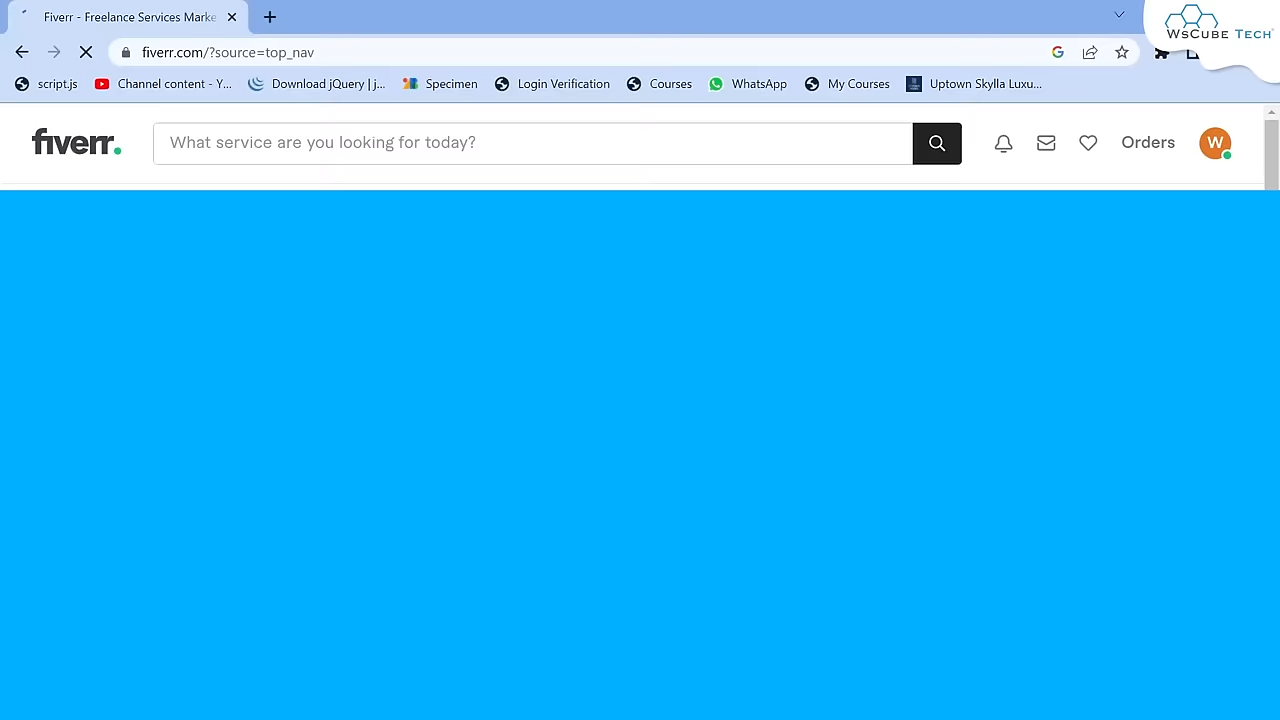 Fiverr - Freelance Services Marke
WsCube Tech
fiverr.com/?source=top_nav
script.js
Channel content - Y...
Download jQuery | j...
Specimen
Login Verification
Courses
WhatsApp
My Courses
Uptown Skylla Luxu...
fiverr.
What service are you looking for today?
Orders
W